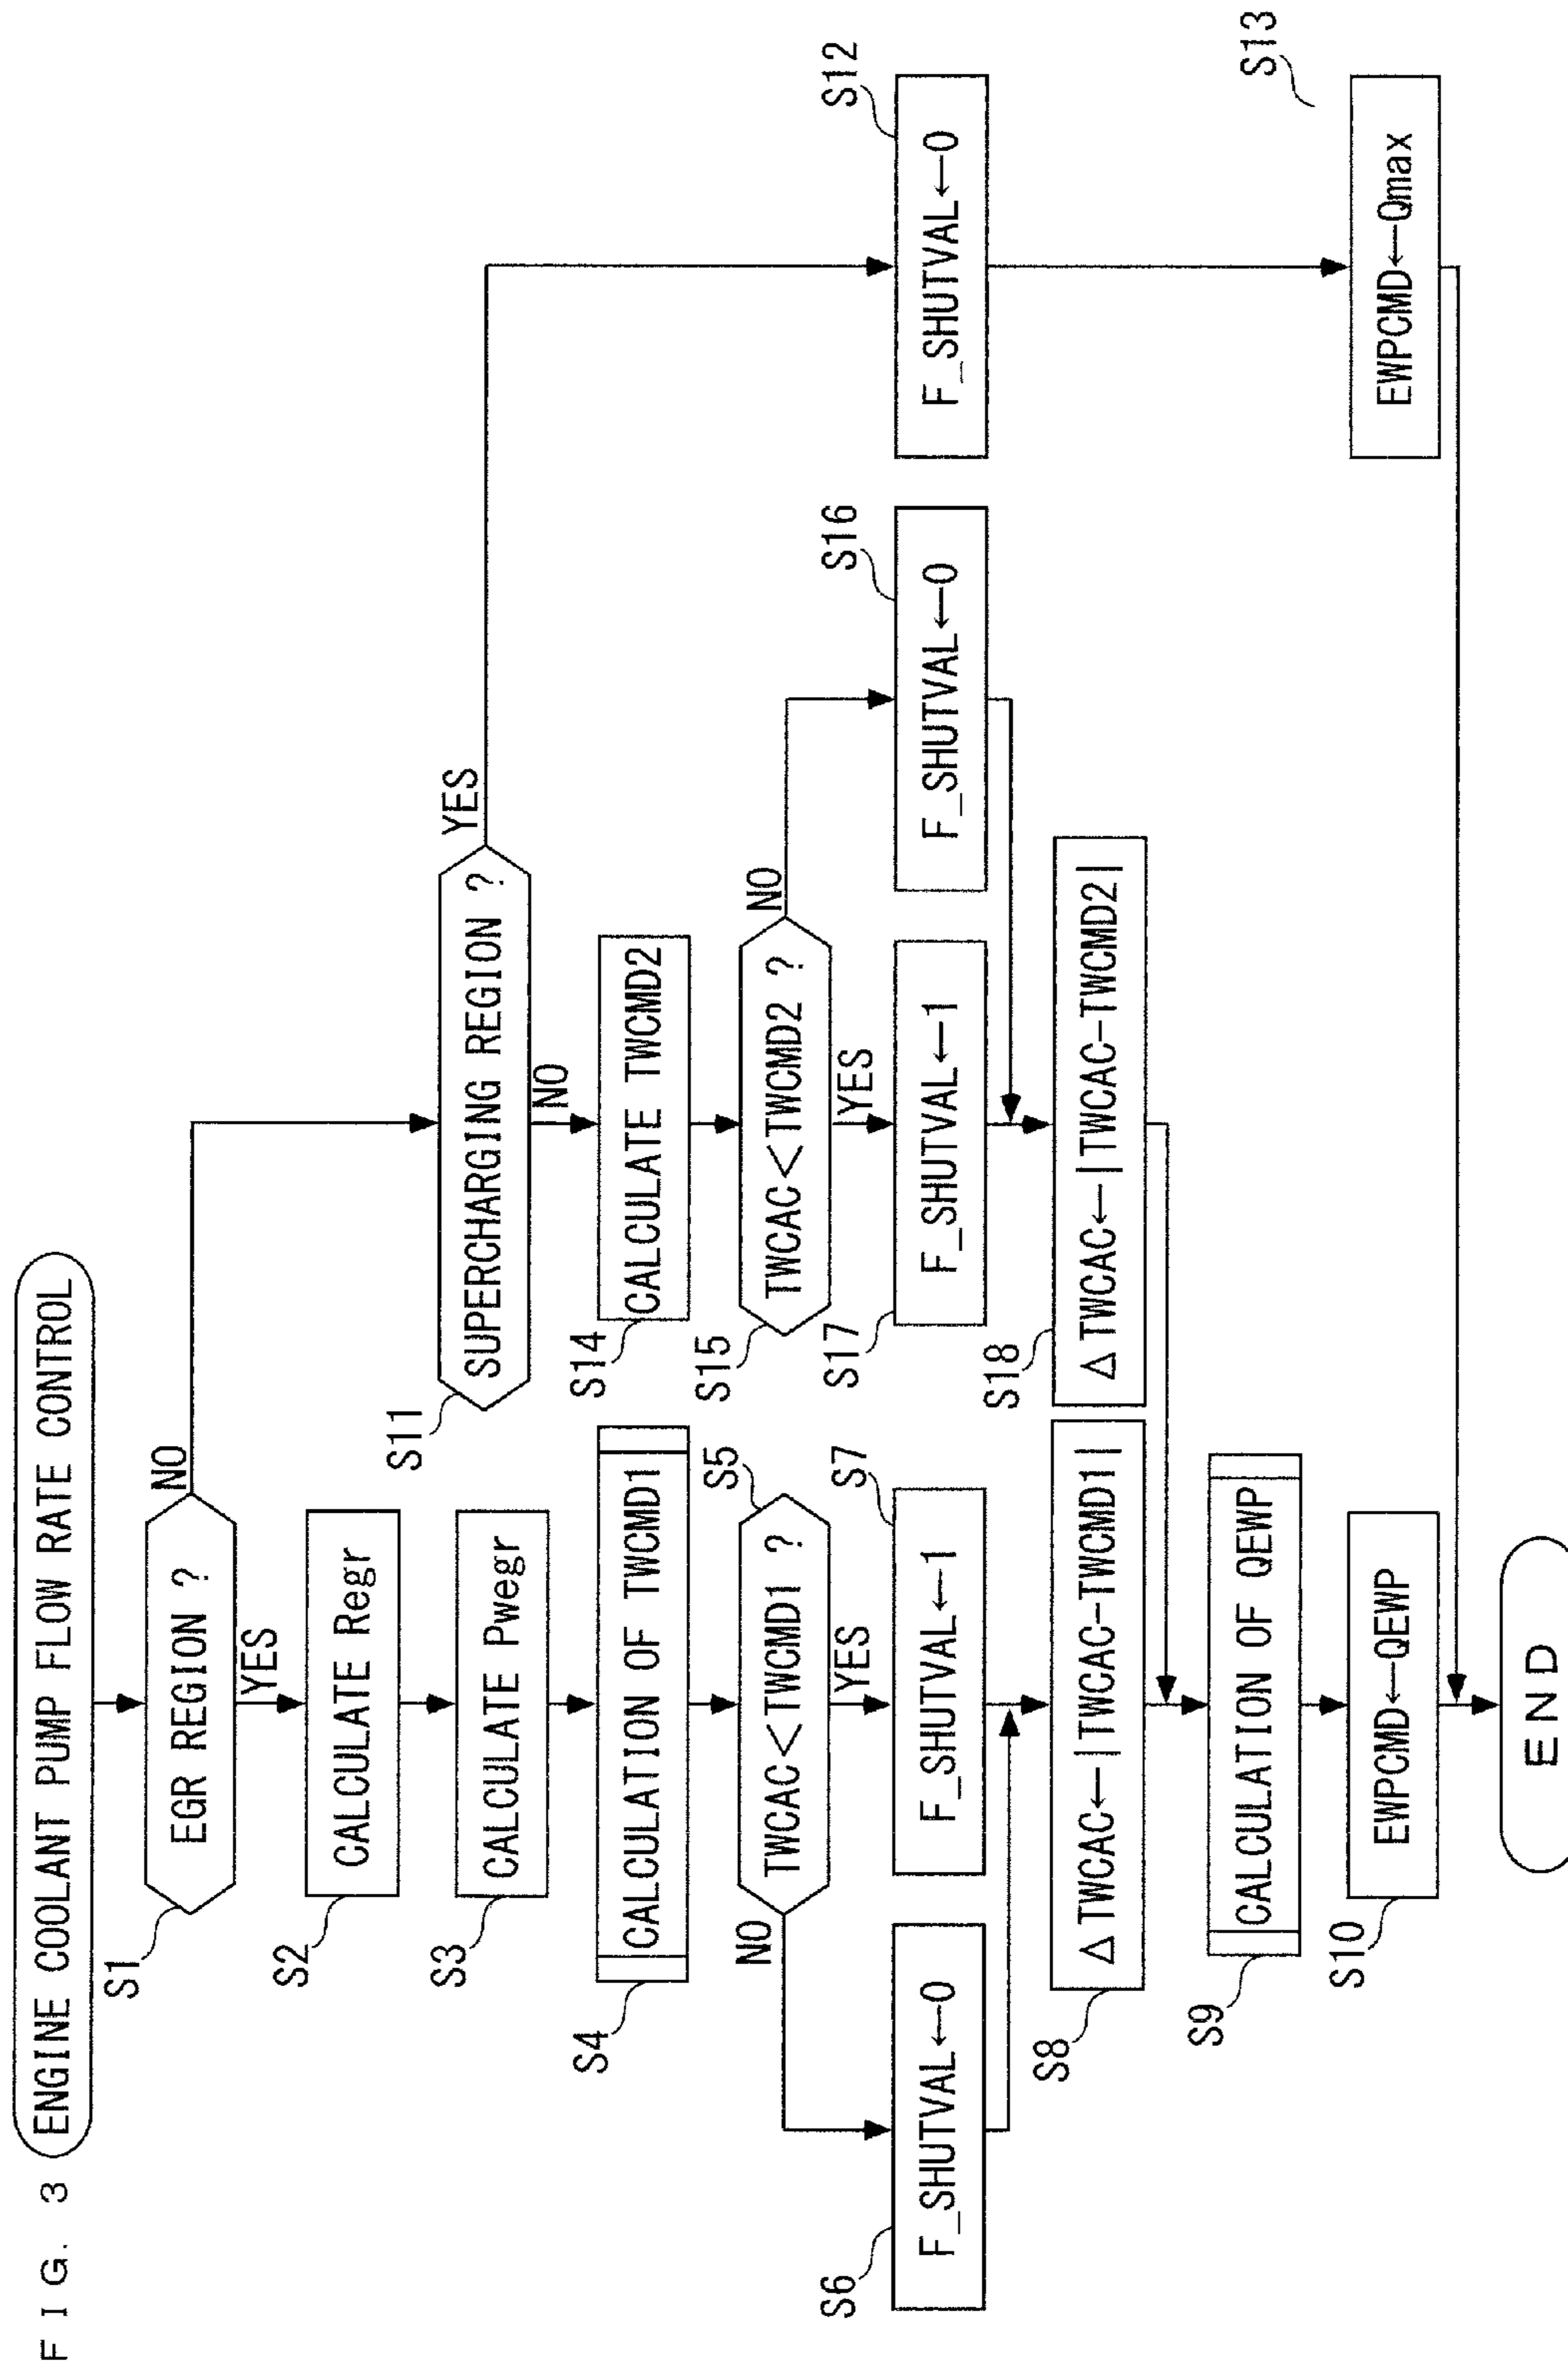 FIG. 3
ENGINE COOLANT PUMP FLOW RATE CONTROL
S1
EGR REGION ?
NO
YES
S2
CALCULATE Regr
S3
CALCULATE Pwegr
S4
CALCULATION OF TWCMD1
S5
TWCAC<TWCMD1 ?
NO
YES
S6
F_SHUTVAL←0
S7
F_SHUTVAL←1
S8
ΔTWCAC←|TWCAC-TWCMD1|
S9
CALCULATION OF QEWP
S10
EWPCMD←QEWP
END
S11
SUPERCHARGING REGION ?
YES
NO
S14
CALCULATE TWCMD2
S15
TWCAC<TWCMD2 ?
NO
YES
S17
F_SHUTVAL←1
S16
F_SHUTVAL←0
S18
ΔTWCAC←|TWCAC-TWCMD2|
S12
F_SHUTVAL←0
S13
EWPCMD←Qmax